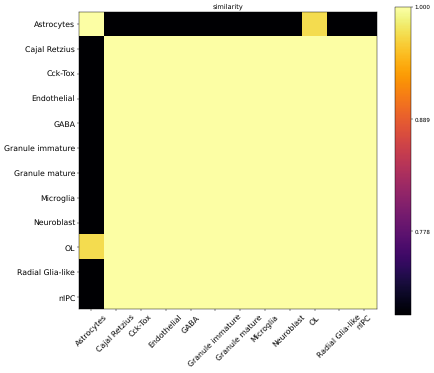 similarity
Astrocytes
Cajal Retzius
Cck-Tox
Endothelial
GABA
Granule immature
Granule mature
Microglia
Neuroblast
OL
Radial Glia-like
nIPC
Astrocytes
Cajal Retzius
Cck-Tox
Endothelial
GABA
Granule immature
Granule mature
Microglia
Neuroblast
OL
Radial Glia-like
nIPC
1.000
0.889
0.778